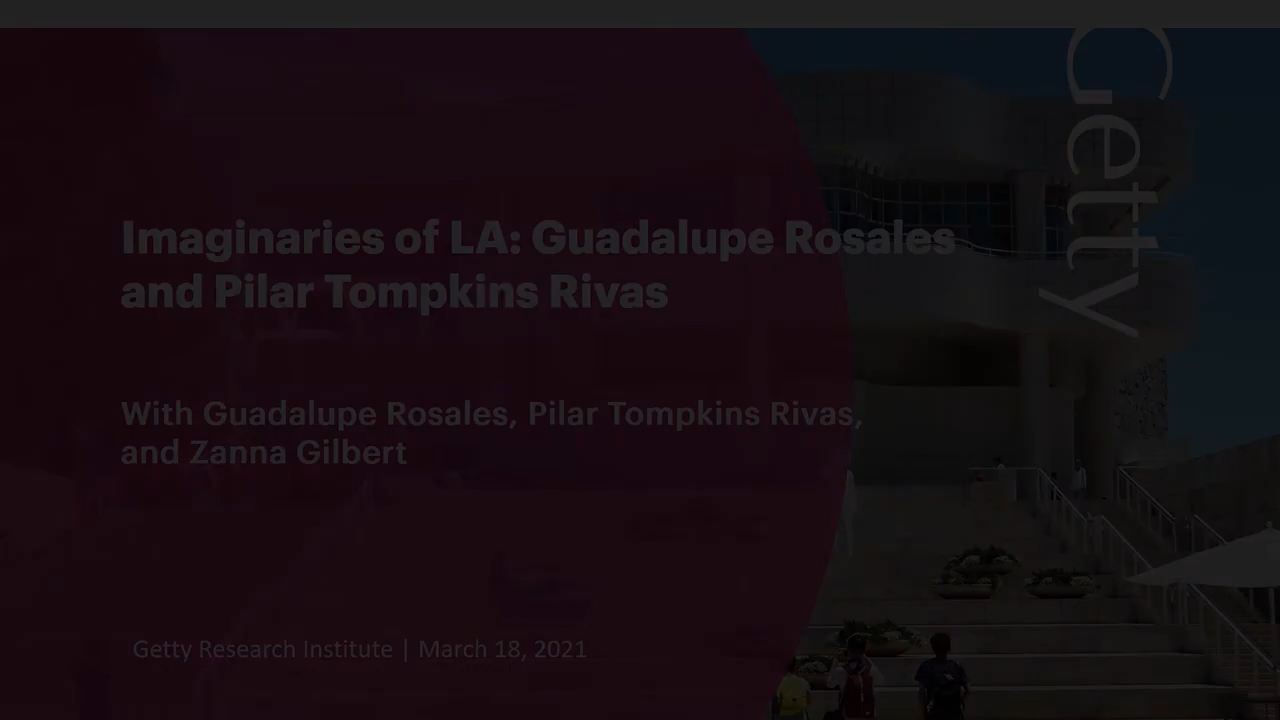 Imaginaries of LA: Guadalupe Rosales
and Pilar Tompkins Rivas
With Guadalupe Rosales, Pilar Tompkins Rivas,
and Zanna Gilbert
Getty Research Institute | March 18, 2021
Getty